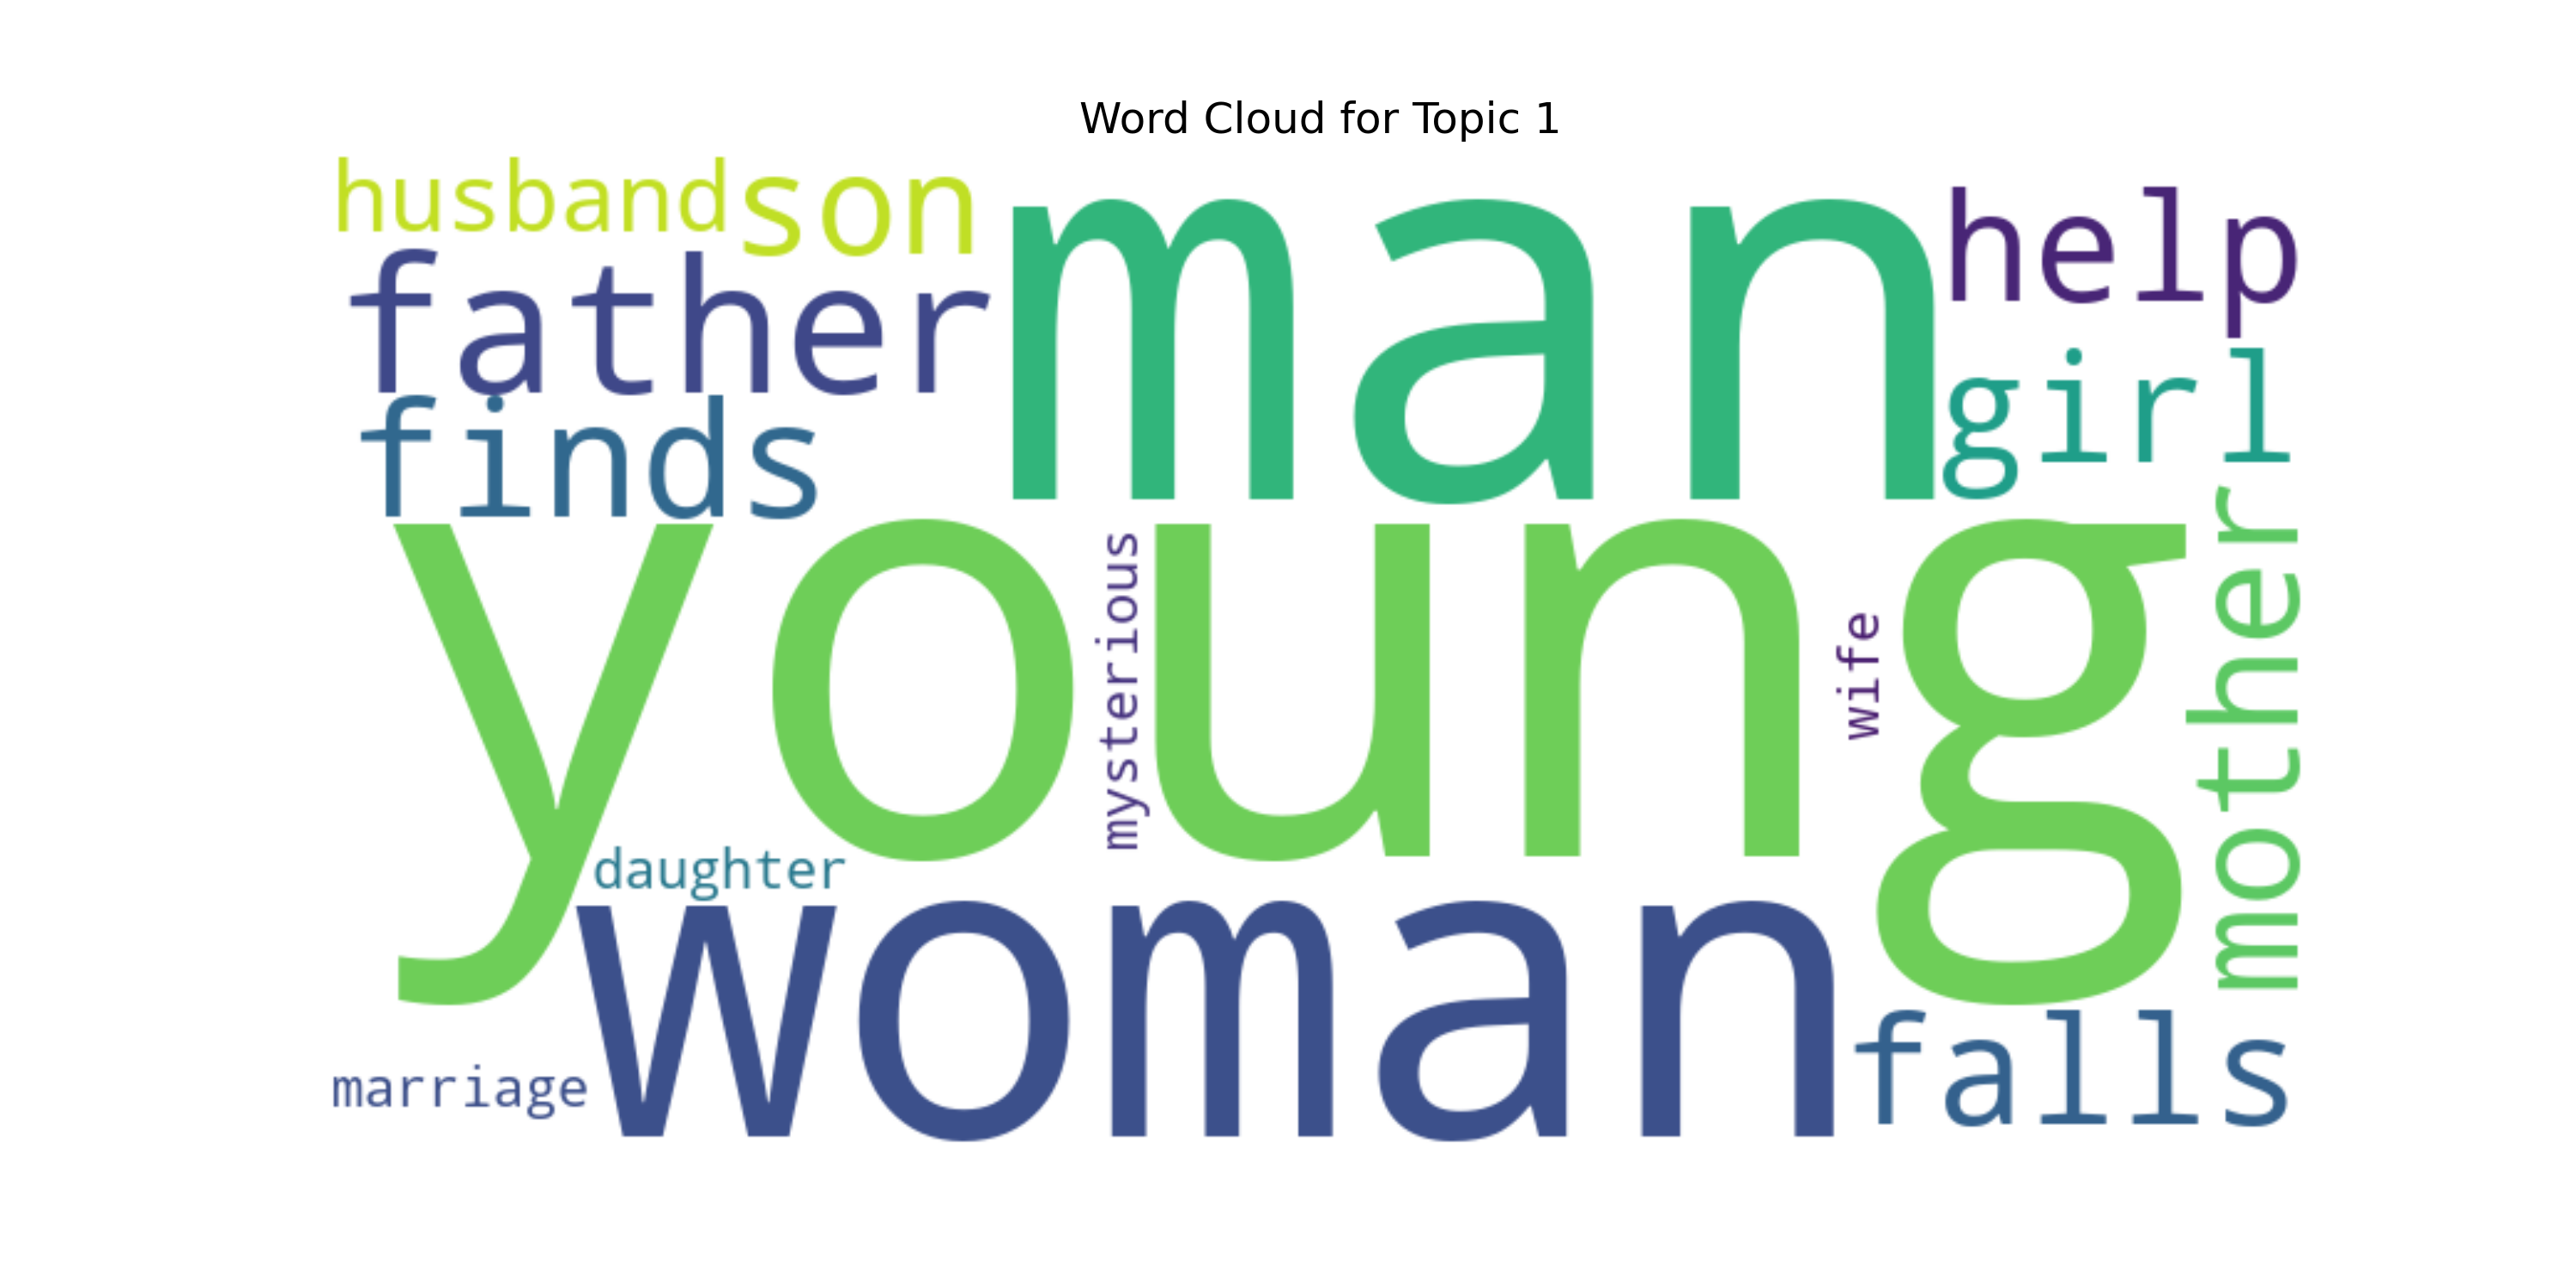 Word Cloud for Topic 1
husband
son
man
help
father
girl
finds
young
mysterious
wife
mother
daughter
woman
falls
marriage